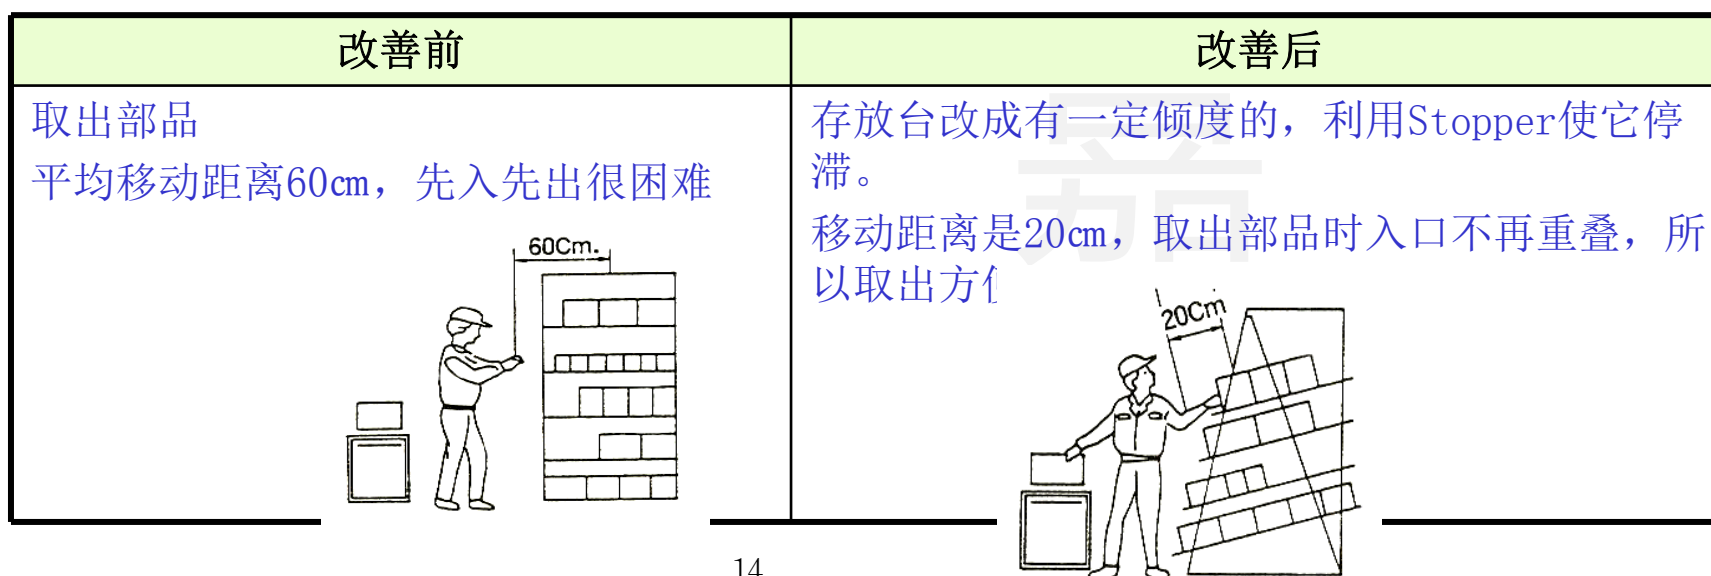 改善前
改善后
取出部品
平均移动距离60㎝，先入先出很困难
60Cm.
存放台改成有一定倾度的，利用Stopper使它停
滞。
移动距离是20㎝，取出部品时入口不再重叠，所
以取出方
20Cm
14